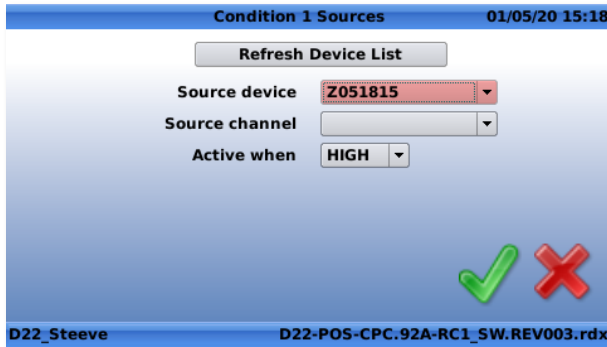 Condition 1 Sources 01/05/20 15:18
Refresh Device List
Source device Z051815
Source channel
Active when HIGH
D22_Steeve D22-POS-CPC.92A-RC1_SW.REV003.rdx